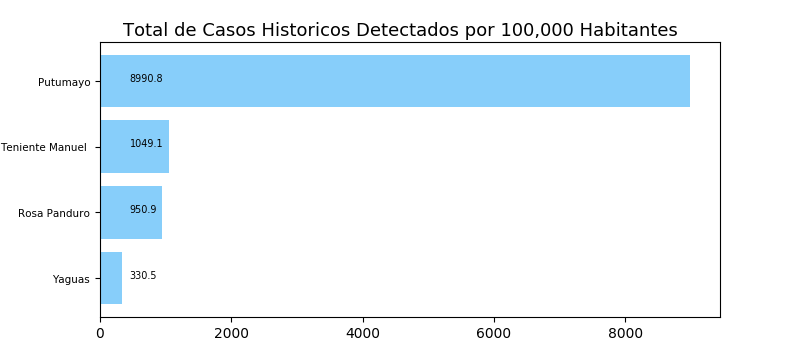 Total de Casos Historicos Detectados por 100,000 Habitantes
Putumayo 8990.8
Teniente Manuel 1049.1
Rosa Panduro 950.9
Yaguas 330.5
0 2000 4000 6000 8000